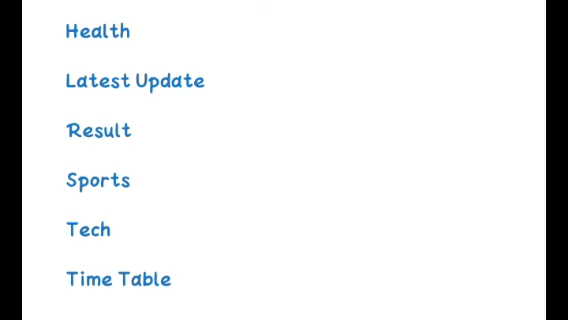 Health
Latest Update
Result
Sports
Tech
Time Table